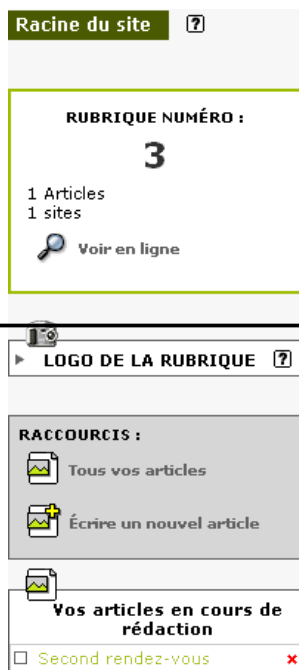 Racine du site ?
RUBRIQUE NUMÉRO :
3
1 Articles
1 sites
Voir en ligne
LOGO DE LA RUBRIQUE ?
RACCOURCIS :
Tous vos articles
Écrire un nouvel article
Vos articles en cours de
rédaction
Second rendez-vous